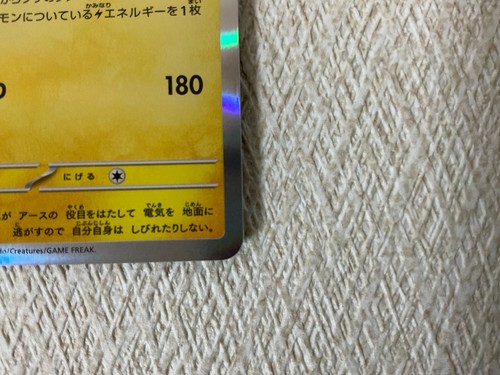 モンについている エネルギーを1枚
180
にげる
が アースの 役目をはたして 電気を 地面に
逃がすので 自分自身は しびれたりしない。
/Creatures/GAME FREAK.